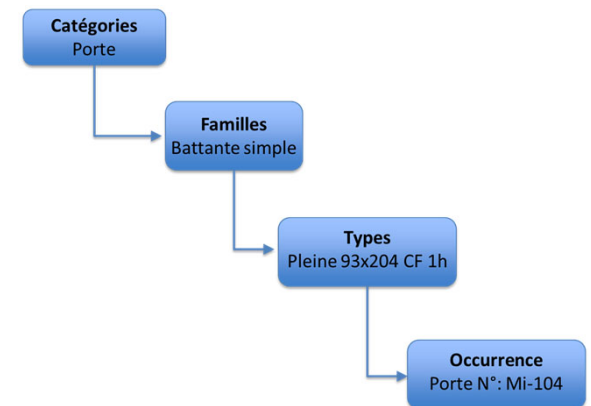 Catégories
Porte
Familles
Battante simple
Types
Pleine 93x204 CF 1h
Occurrence
Porte N°: Mi-104